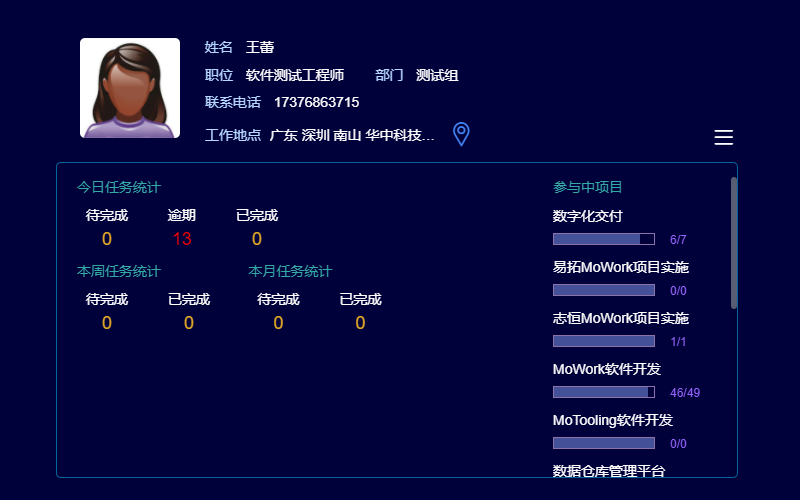 姓名 王蕾
职位 软件测试工程师 部门 测试组
联系电话 17376863715
工作地点 广东 深圳 南山 华中科技...
今日任务统计
待完成 逾期 已完成
0 13 0
本周任务统计 本月任务统计
待完成 已完成 待完成 已完成
0 0 0 0
参与中项目
数字化交付
6/7
易拓MoWork项目实施
0/0
志恒MoWork项目实施
1/1
MoWork软件开发
46/49
MoTooling软件开发
0/0
数据仓库管理平台